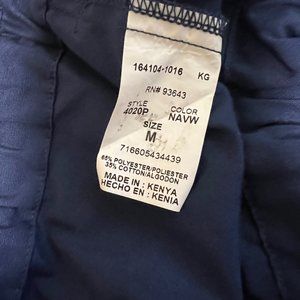 164104-1016 KG
RN# 93643
STYLE COLOR
4020P NAVW
SIZE
M
716605434439
65% POLYESTER/POLIESTER
35% COTTON/ALGODON
MADE IN : KENYA
HECHO EN : KENIA